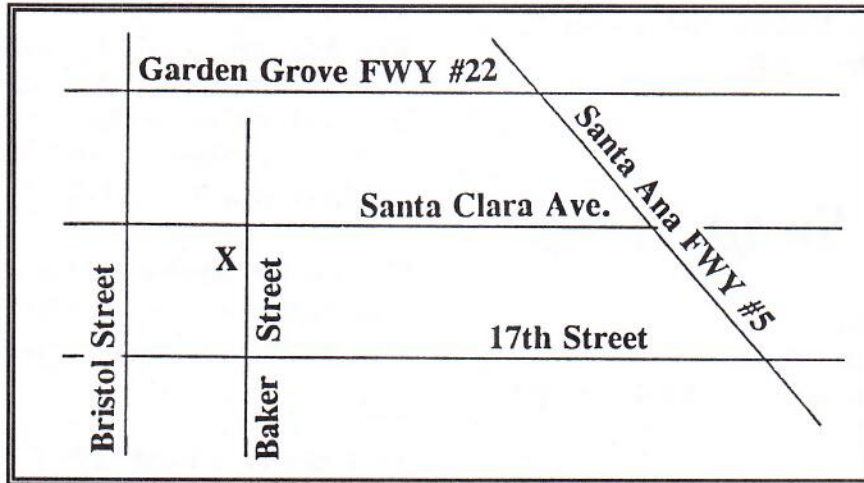 Garden Grove FWY #22
Santa Ana FWY #5
Santa Clara Ave.
X
Bristol Street
Baker Street
17th Street